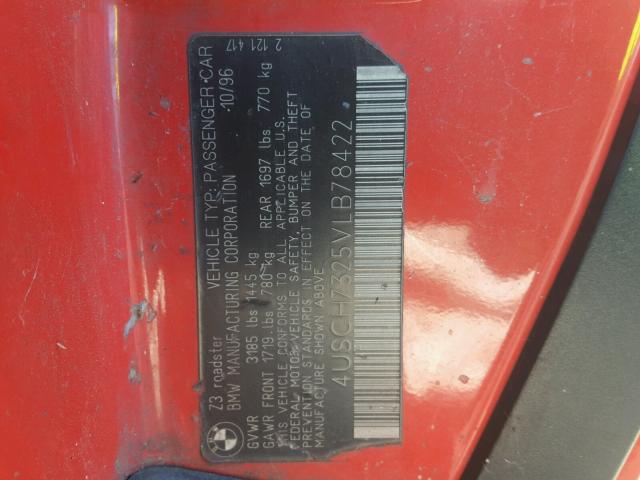 Z3 roadster VEHICLE TYP: PASSENGER CAR 2 121 417
BMW MANUFACTURING CORPORATION 10/96
GVWR 3185 lbs 1445 kg
GAWR FRONT 1719 lbs 780 kg REAR 1697 lbs 770 kg
THIS VEHICLE CONFORMS TO ALL APPLICABLE U.S.
FEDERAL MOTOR VEHICLE SAFETY, BUMPER AND THEFT
PREVENTION STANDARDS IN EFFECT ON THE DATE OF
MANUFACTURE SHOWN ABOVE
4USCH7325VLB78422